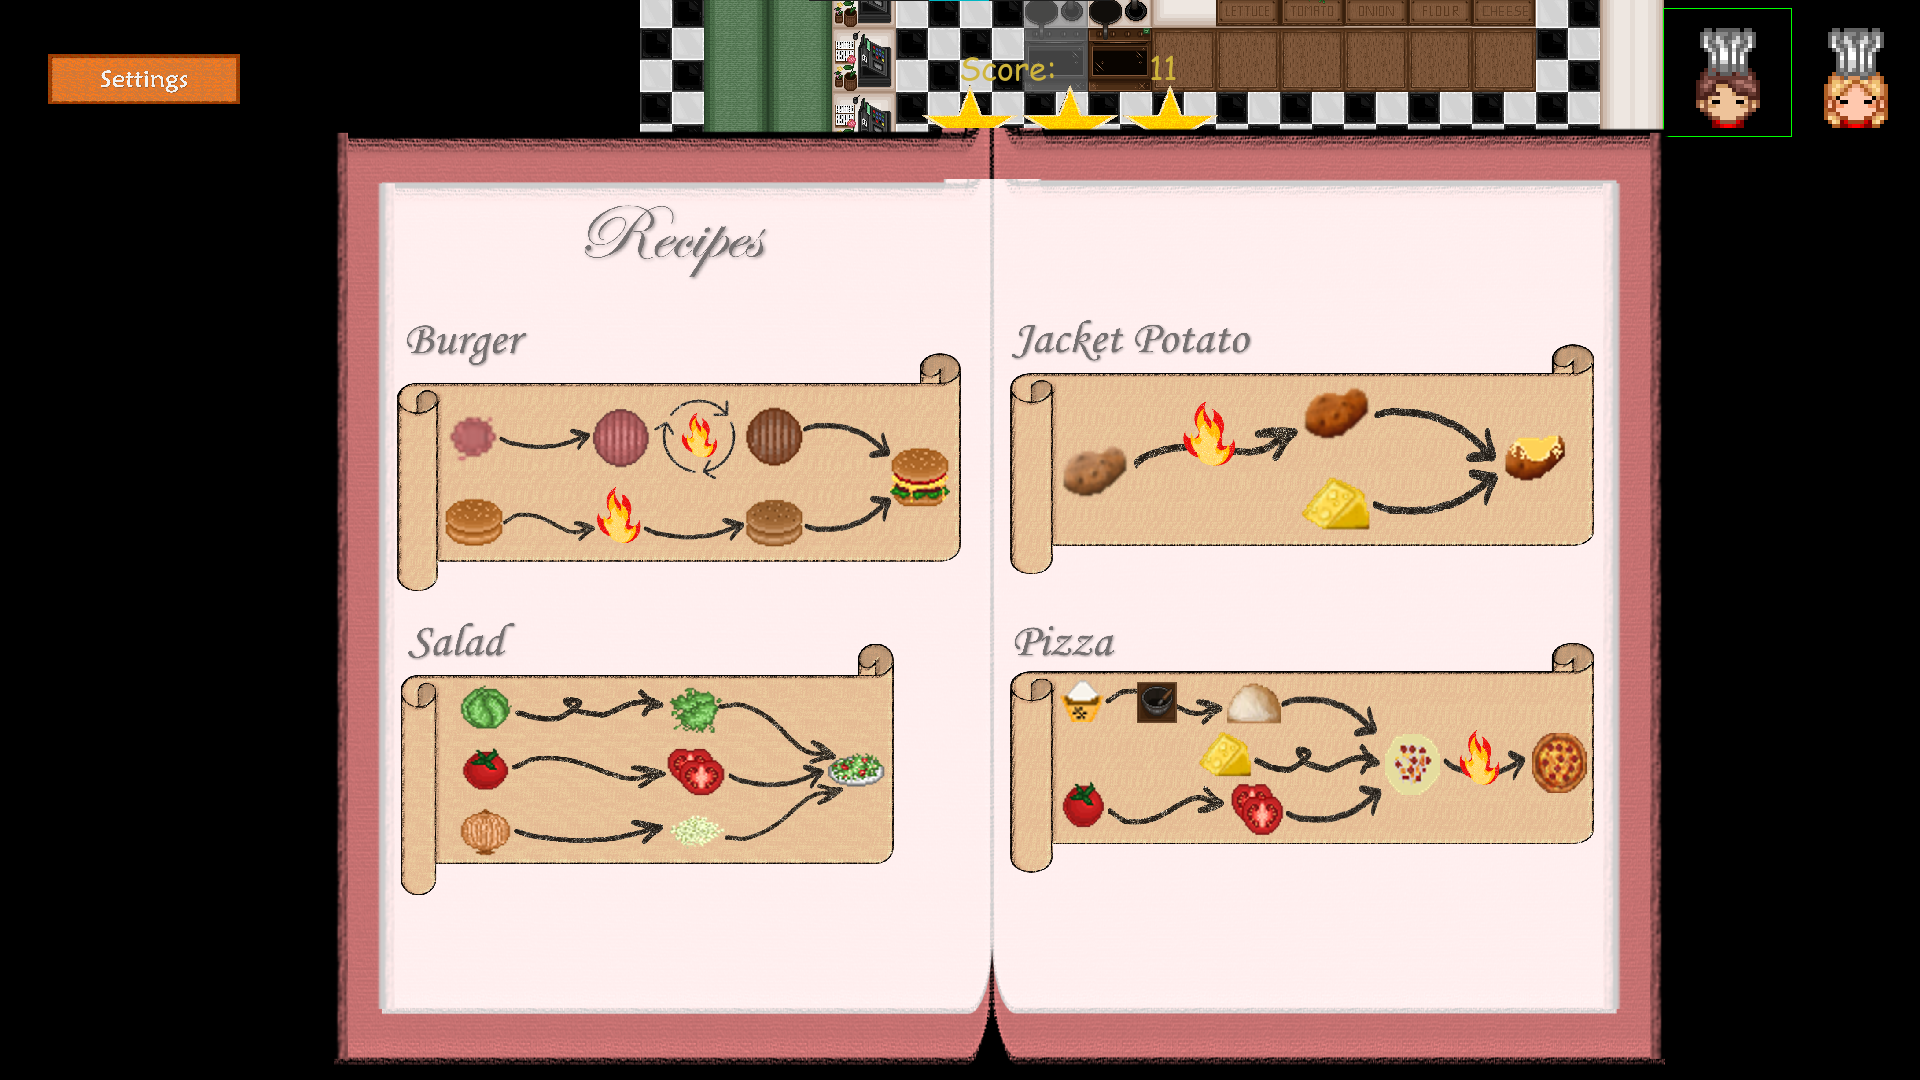 LETTUCE TOMATO ONION FLOUR CHEESE
Settings
Score: 11
Recipes
Burger
Jacket Potato
Salad
Pizza